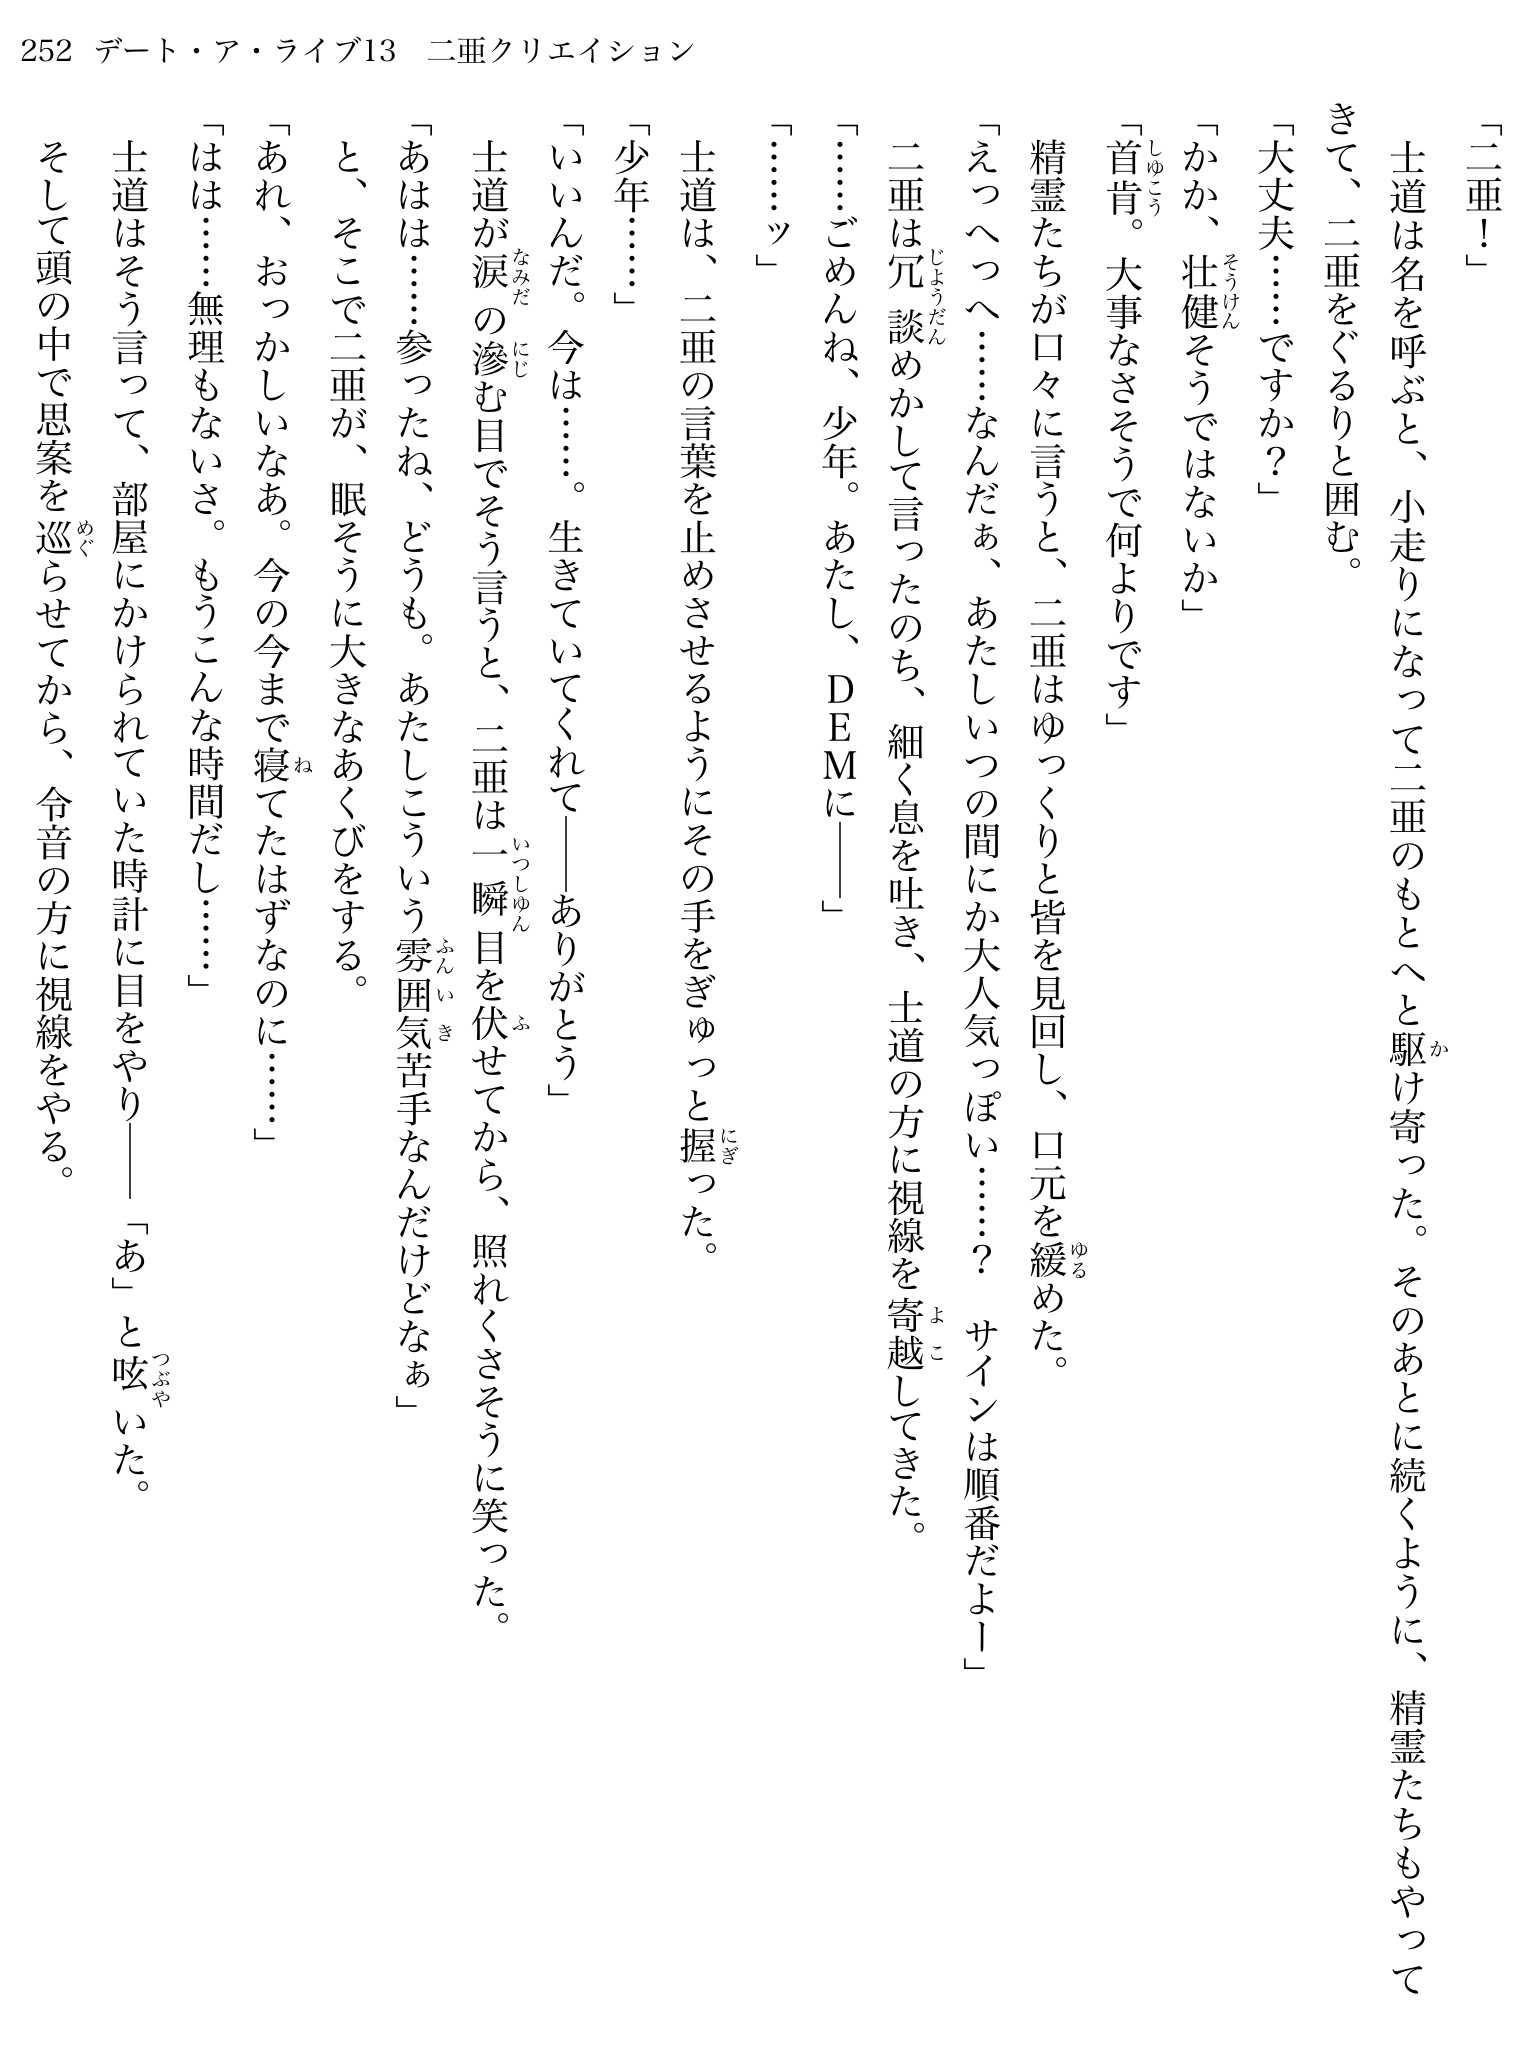 252 デート・ア・ライブ13　二亜クリエイション
「二亜！」
　士道は名を呼ぶと、小走りになって二亜のもとへと駆け寄った。そのあとに続くように、精霊たちもやって
きて、二亜をぐるりと囲む。
「大丈夫……ですか？」
「かか、壮健そうではないか」
「首肯。大事なさそうで何よりです」
　精霊たちが口々に言うと、二亜はゆっくりと皆を見回し、口元を緩めた。
「えっへっへ……なんだぁ、あたしいつの間にか大人気っぽい……？　サインは順番だよー」
　二亜は冗談めかして言ったのち、細く息を吐き、士道の方に視線を寄越してきた。
「……ごめんね、少年。あたし、ＤＥＭに――」
「……ッ」
　士道は、二亜の言葉を止めさせるようにその手をぎゅっと握った。
「少年……」
「いいんだ。今は……。生きていてくれて――ありがとう」
　士道が涙の滲む目でそう言うと、二亜は一瞬目を伏せてから、照れくさそうに笑った。
「あはは……参ったね、どうも。あたしこういう雰囲気苦手なんだけどなぁ」
　と、そこで二亜が、眠そうに大きなあくびをする。
「あれ、おっかしいなあ。今の今まで寝てたはずなのに……」
「はは……無理もないさ。もうこんな時間だし……」
　士道はそう言って、部屋にかけられていた時計に目をやり――「あ」と呟いた。
　そして頭の中で思案を巡らせてから、令音の方に視線をやる。